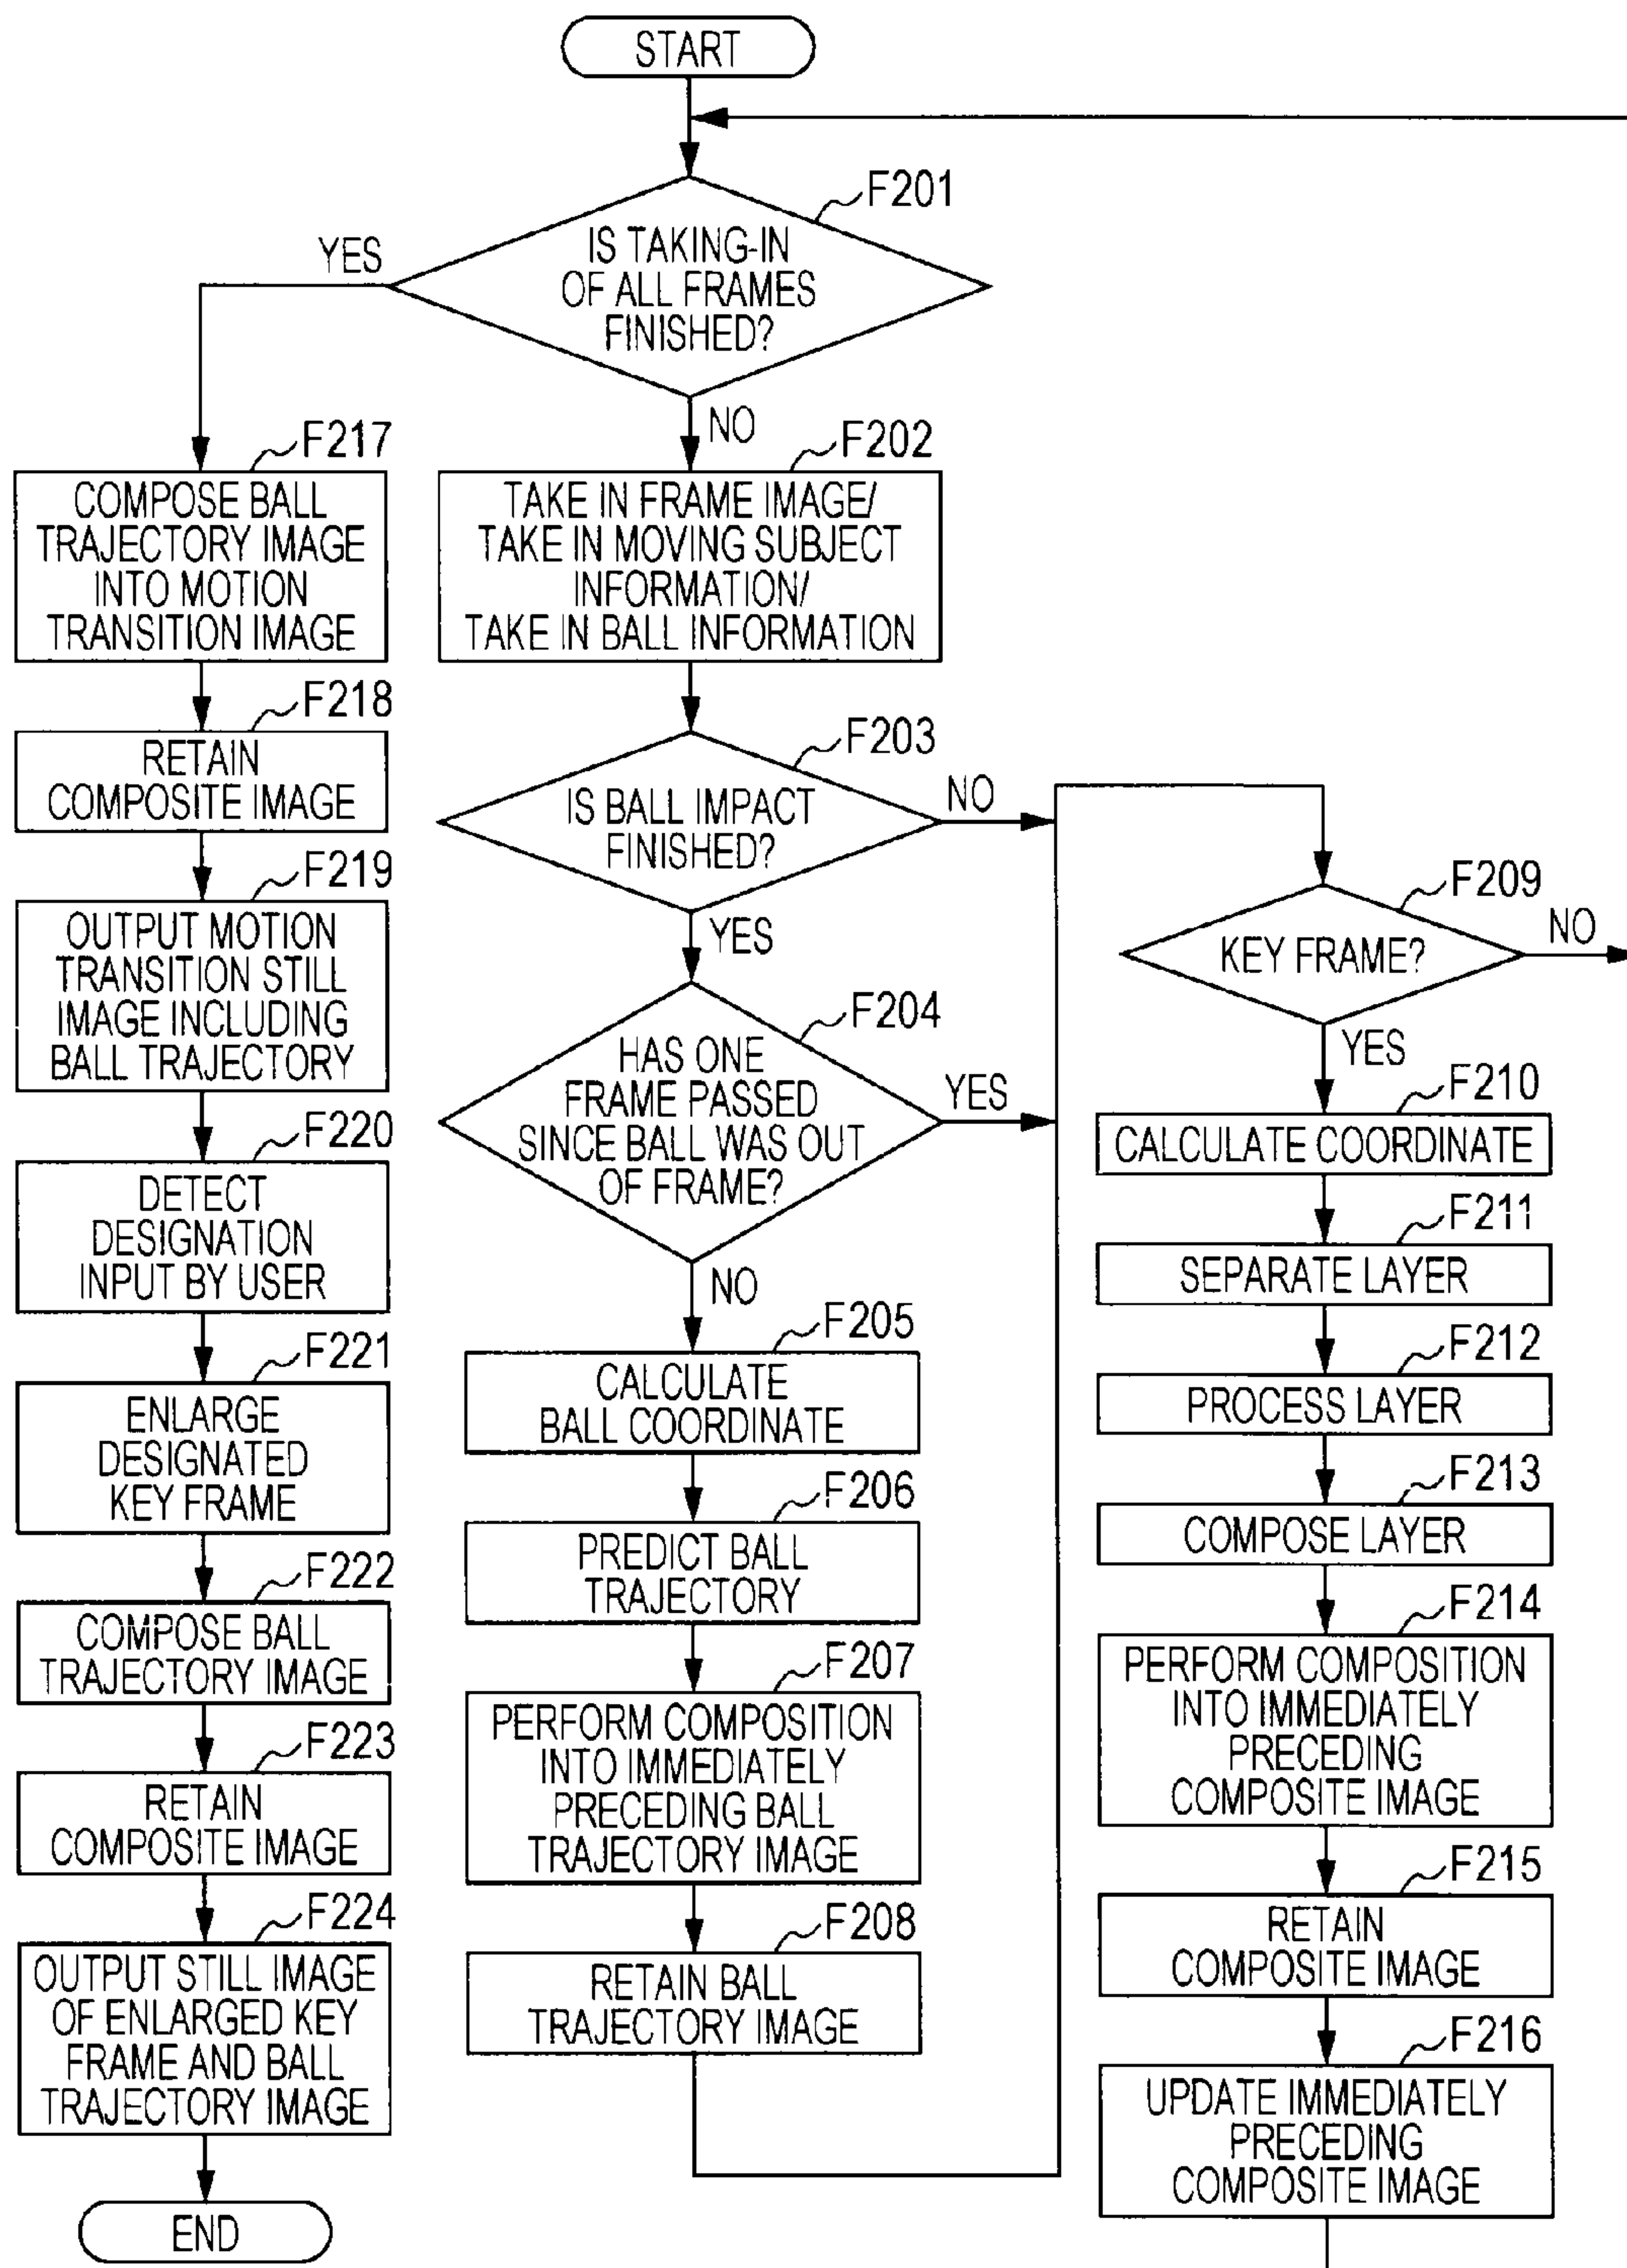 START
F201
IS TAKING-IN
OF ALL FRAMES
FINISHED?
YES
NO
F217
COMPOSE BALL
TRAJECTORY IMAGE
INTO MOTION
TRANSITION IMAGE
F218
RETAIN
COMPOSITE IMAGE
F219
OUTPUT MOTION
TRANSITION STILL
IMAGE INCLUDING
BALL TRAJECTORY
F220
DETECT
DESIGNATION
INPUT BY USER
F221
ENLARGE
DESIGNATED
KEY FRAME
F222
COMPOSE BALL
TRAJECTORY IMAGE
F223
RETAIN
COMPOSITE IMAGE
F224
OUTPUT STILL IMAGE
OF ENLARGED KEY
FRAME AND BALL
TRAJECTORY IMAGE
END
F202
TAKE IN FRAME IMAGE/
TAKE IN MOVING SUBJECT
INFORMATION/
TAKE IN BALL INFORMATION
F203
IS BALL IMPACT
FINISHED?
NO
YES
F204
HAS ONE
FRAME PASSED
SINCE BALL WAS OUT
OF FRAME?
YES
NO
F205
CALCULATE
BALL COORDINATE
F206
PREDICT BALL
TRAJECTORY
F207
PERFORM COMPOSITION
INTO IMMEDIATELY
PRECEDING BALL
TRAJECTORY IMAGE
F208
RETAIN BALL
TRAJECTORY IMAGE
F209
KEY FRAME?
NO
YES
F210
CALCULATE COORDINATE
F211
SEPARATE LAYER
F212
PROCESS LAYER
F213
COMPOSE LAYER
F214
PERFORM COMPOSITION
INTO IMMEDIATELY
PRECEDING
COMPOSITE IMAGE
F215
RETAIN
COMPOSITE IMAGE
F216
UPDATE IMMEDIATELY
PRECEDING
COMPOSITE IMAGE